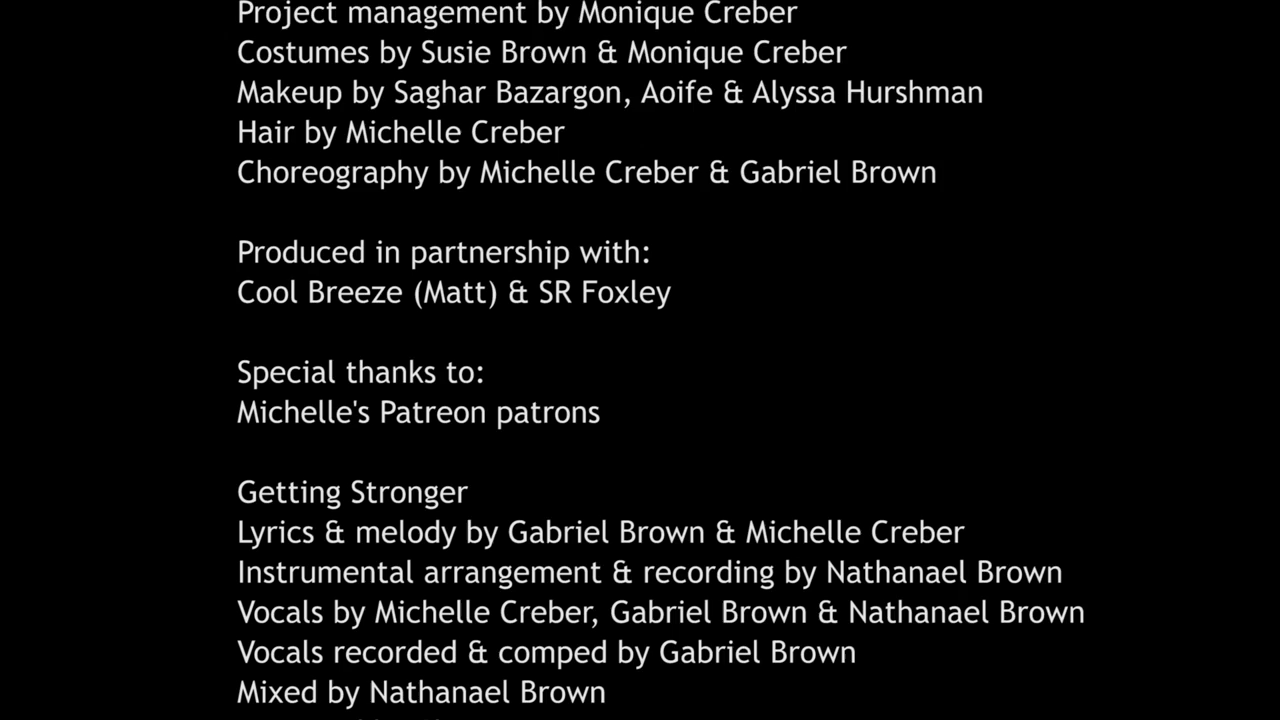 Project management by Monique Creber
Costumes by Susie Brown & Monique Creber
Makeup by Saghar Bazargon, Aoife & Alyssa Hurshman
Hair by Michelle Creber
Choreography by Michelle Creber & Gabriel Brown
Produced in partnership with:
Cool Breeze (Matt) & SR Foxley
Special thanks to:
Michelle's Patreon patrons
Getting Stronger
Lyrics & melody by Gabriel Brown & Michelle Creber
Instrumental arrangement & recording by Nathanael Brown
Vocals by Michelle Creber, Gabriel Brown & Nathanael Brown
Vocals recorded & comped by Gabriel Brown
Mixed by Nathanael Brown